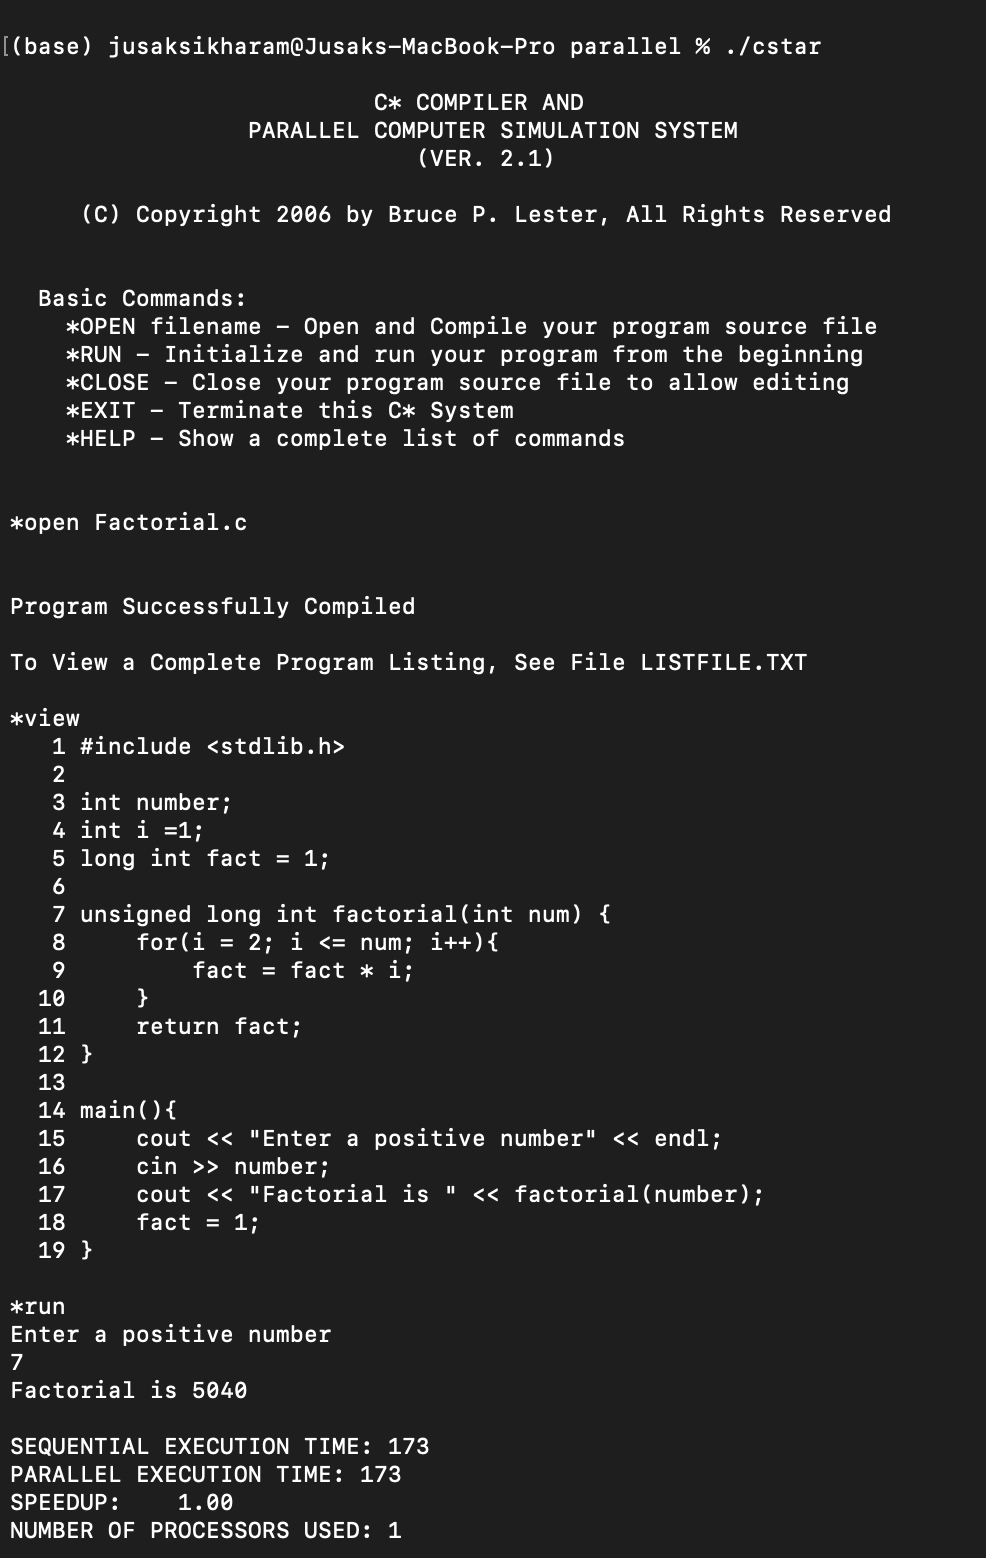 [(base) jusaksikharam@Jusaks-MacBook-Pro parallel % ./cstar
C* COMPILER AND
PARALLEL COMPUTER SIMULATION SYSTEM
(VER. 2.1)
(C) Copyright 2006 by Bruce P. Lester, All Rights Reserved
Basic Commands:
*OPEN filename – Open and Compile your program source file
*RUN – Initialize and run your program from the beginning
*CLOSE – Close your program source file to allow editing
*EXIT – Terminate this C* System
*HELP – Show a complete list of commands
*open Factorial.c
Program Successfully Compiled
To View a Complete Program Listing, See File LISTFILE.TXT
*view
1 #include <stdlib.h>
2
3 int number;
4 int i =1;
5 long int fact = 1;
6
7 unsigned long int factorial(int num) {
8     for(i = 2; i <= num; i++){
9         fact = fact * i;
10     }
11     return fact;
12 }
13
14 main(){
15     cout << "Enter a positive number" << endl;
16     cin >> number;
17     cout << "Factorial is " << factorial(number);
18     fact = 1;
19 }
*run
Enter a positive number
7
Factorial is 5040
SEQUENTIAL EXECUTION TIME: 173
PARALLEL EXECUTION TIME: 173
SPEEDUP:    1.00
NUMBER OF PROCESSORS USED: 1